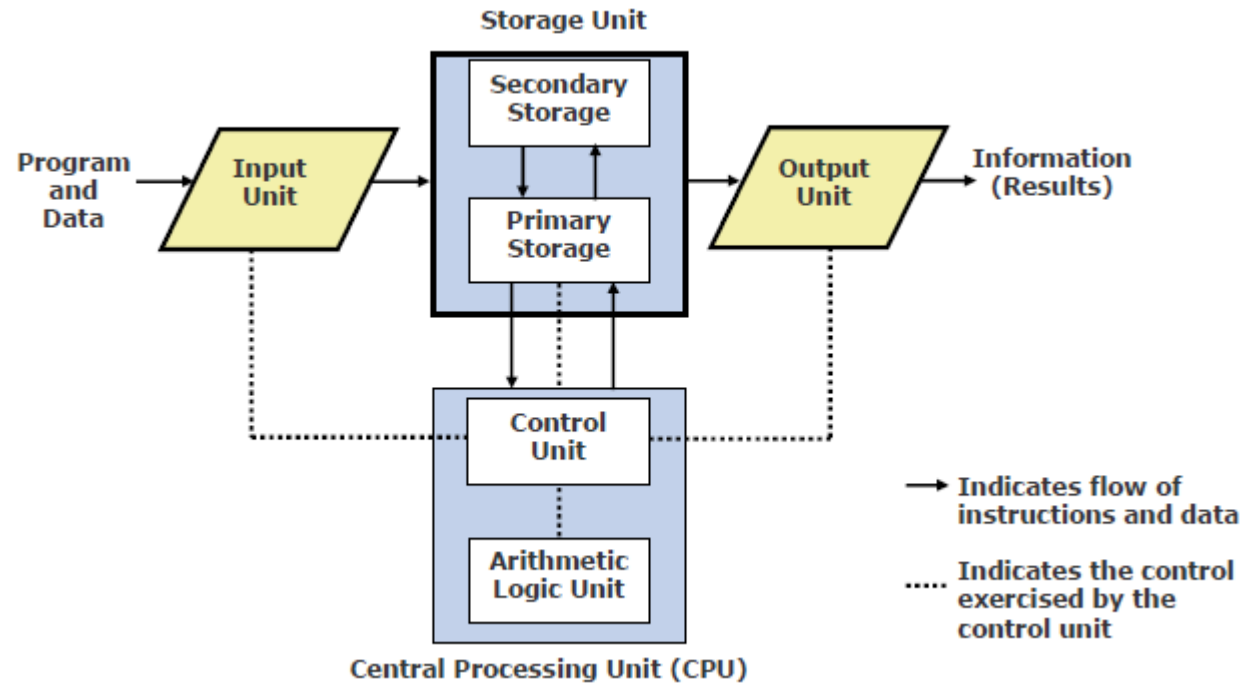 Storage Unit
Secondary
Storage
Program
and
Data
Input
Unit
Primary
Storage
Output
Unit
Information
(Results)
Control
Unit
Arithmetic
Logic Unit
Central Processing Unit (CPU)
Indicates flow of
instructions and data
Indicates the control
exercised by the
control unit